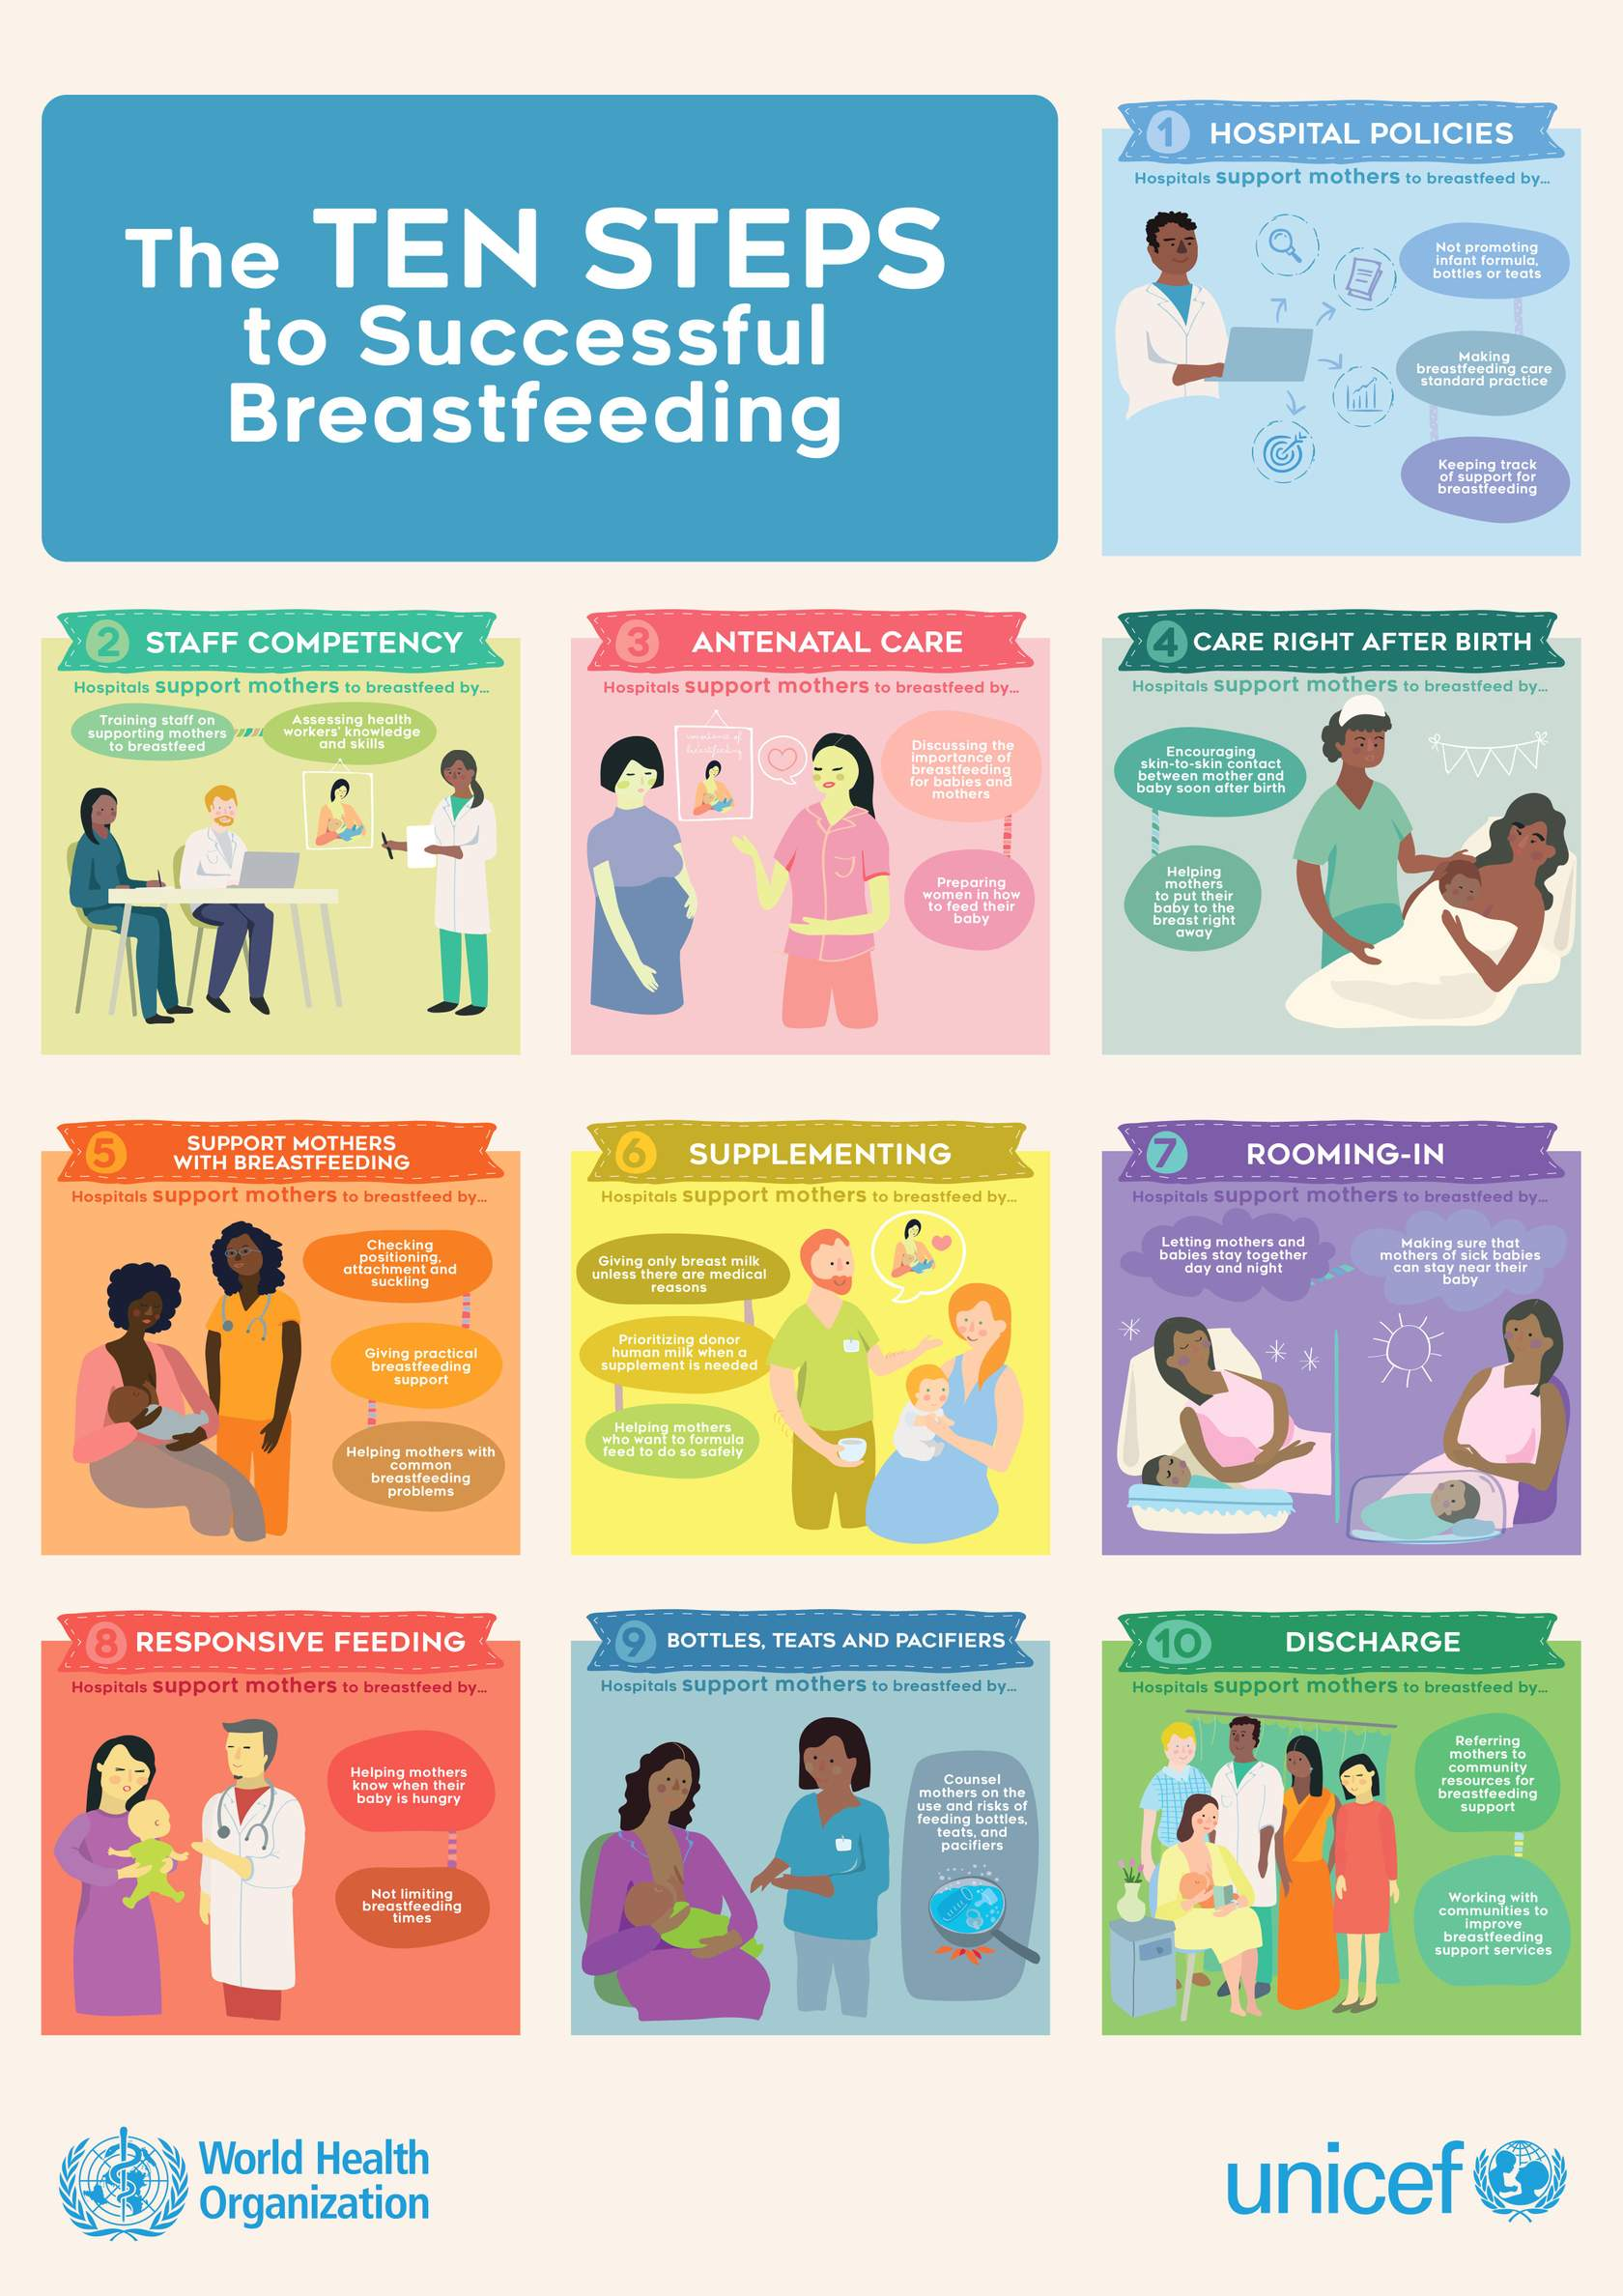 The TEN STEPS
to Successful
Breastfeeding
1 HOSPITAL POLICIES
Hospitals support mothers to breastfeed by...
Not promoting
infant formula,
bottles or teats
Making
breastfeeding care
standard practice
Keeping track
of support for
breastfeeding
2 STAFF COMPETENCY
Hospitals support mothers to breastfeed by...
Training staff on
supporting mothers
to breastfeed
Assessing health
workers' knowledge
and skills
3 ANTENATAL CARE
Hospitals support mothers to breastfeed by...
Discussing the
importance of
breastfeeding
for babies and
mothers
Preparing
women in how
to feed their
baby
4 CARE RIGHT AFTER BIRTH
Hospitals support mothers to breastfeed by...
Encouraging
skin-to-skin contact
between mother and
baby soon after birth
Helping
mothers
to put their
baby to the
breast right
away
5 SUPPORT MOTHERS
WITH BREASTFEEDING
Hospitals support mothers to breastfeed by...
Checking
positioning,
attachment and
suckling
Giving practical
breastfeeding
support
Helping mothers with
common
breastfeeding
problems
6 SUPPLEMENTING
Hospitals support mothers to breastfeed by...
Giving only breast milk
unless there are medical
reasons
Prioritizing donor
human milk when a
supplement is needed
Helping mothers
who want to formula
feed to do so safely
7 ROOMING-IN
Hospitals support mothers to breastfeed by...
Letting mothers and
babies stay together
day and night
Making sure that
mothers of sick babies
can stay near their
baby
8 RESPONSIVE FEEDING
Hospitals support mothers to breastfeed by...
Helping mothers
know when their
baby is hungry
Not limiting
breastfeeding
times
9 BOTTLES, TEATS AND PACIFIERS
Hospitals support mothers to breastfeed by...
Counsel
mothers on the
use and risks of
feeding bottles,
teats, and
pacifiers
10 DISCHARGE
Hospitals support mothers to breastfeed by...
Referring
mothers to
community
resources for
breastfeeding
support
Working with
communities to
improve
breastfeeding
support services
World Health
Organization
unicef